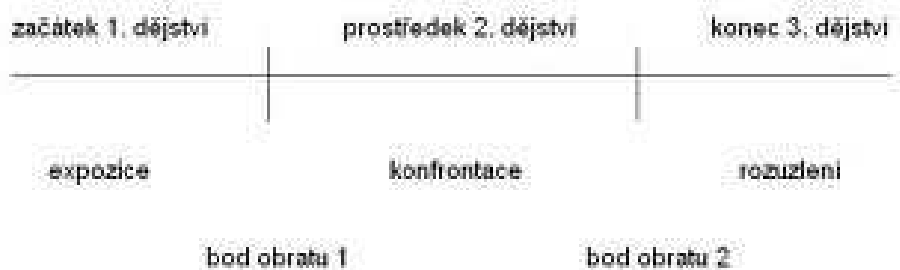 začátek 1. dějství prostředek 2. dějství konec 3. dějství
expozice konfrontace rozuzlení
bod obratu 1 bod obratu 2